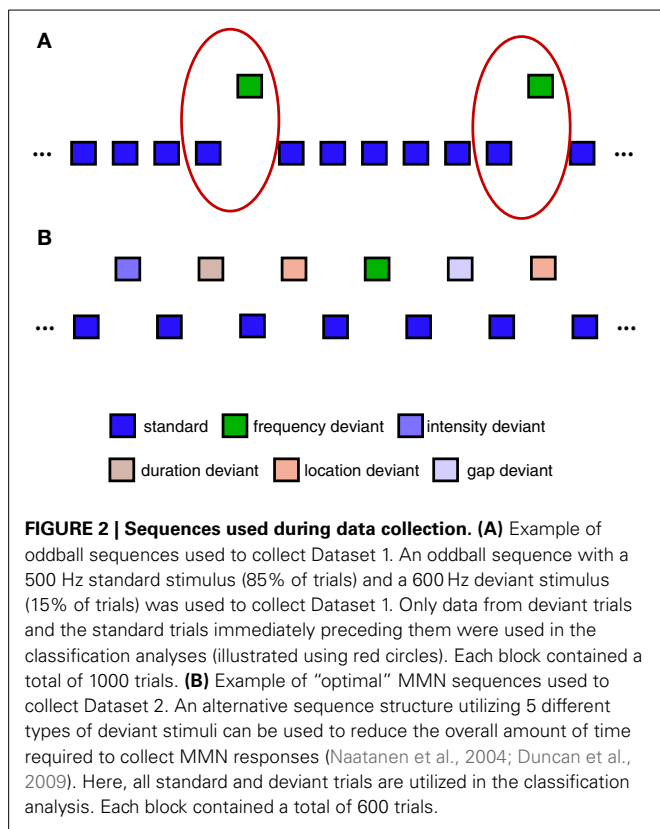 A
... ...
B
... ...
standard frequency deviant intensity deviant
duration deviant location deviant gap deviant
FIGURE 2 | Sequences used during data collection. (A) Example of
oddball sequences used to collect Dataset 1. An oddball sequence with a
500 Hz standard stimulus (85% of trials) and a 600 Hz deviant stimulus
(15% of trials) was used to collect Dataset 1. Only data from deviant trials
and the standard trials immediately preceding them were used in the
classification analyses (illustrated using red circles). Each block contained a
total of 1000 trials. (B) Example of “optimal” MMN sequences used to
collect Dataset 2. An alternative sequence structure utilizing 5 different
types of deviant stimuli can be used to reduce the overall amount of time
required to collect MMN responses (Naatanen et al., 2004; Duncan et al.,
2009). Here, all standard and deviant trials are utilized in the classification
analysis. Each block contained a total of 600 trials.